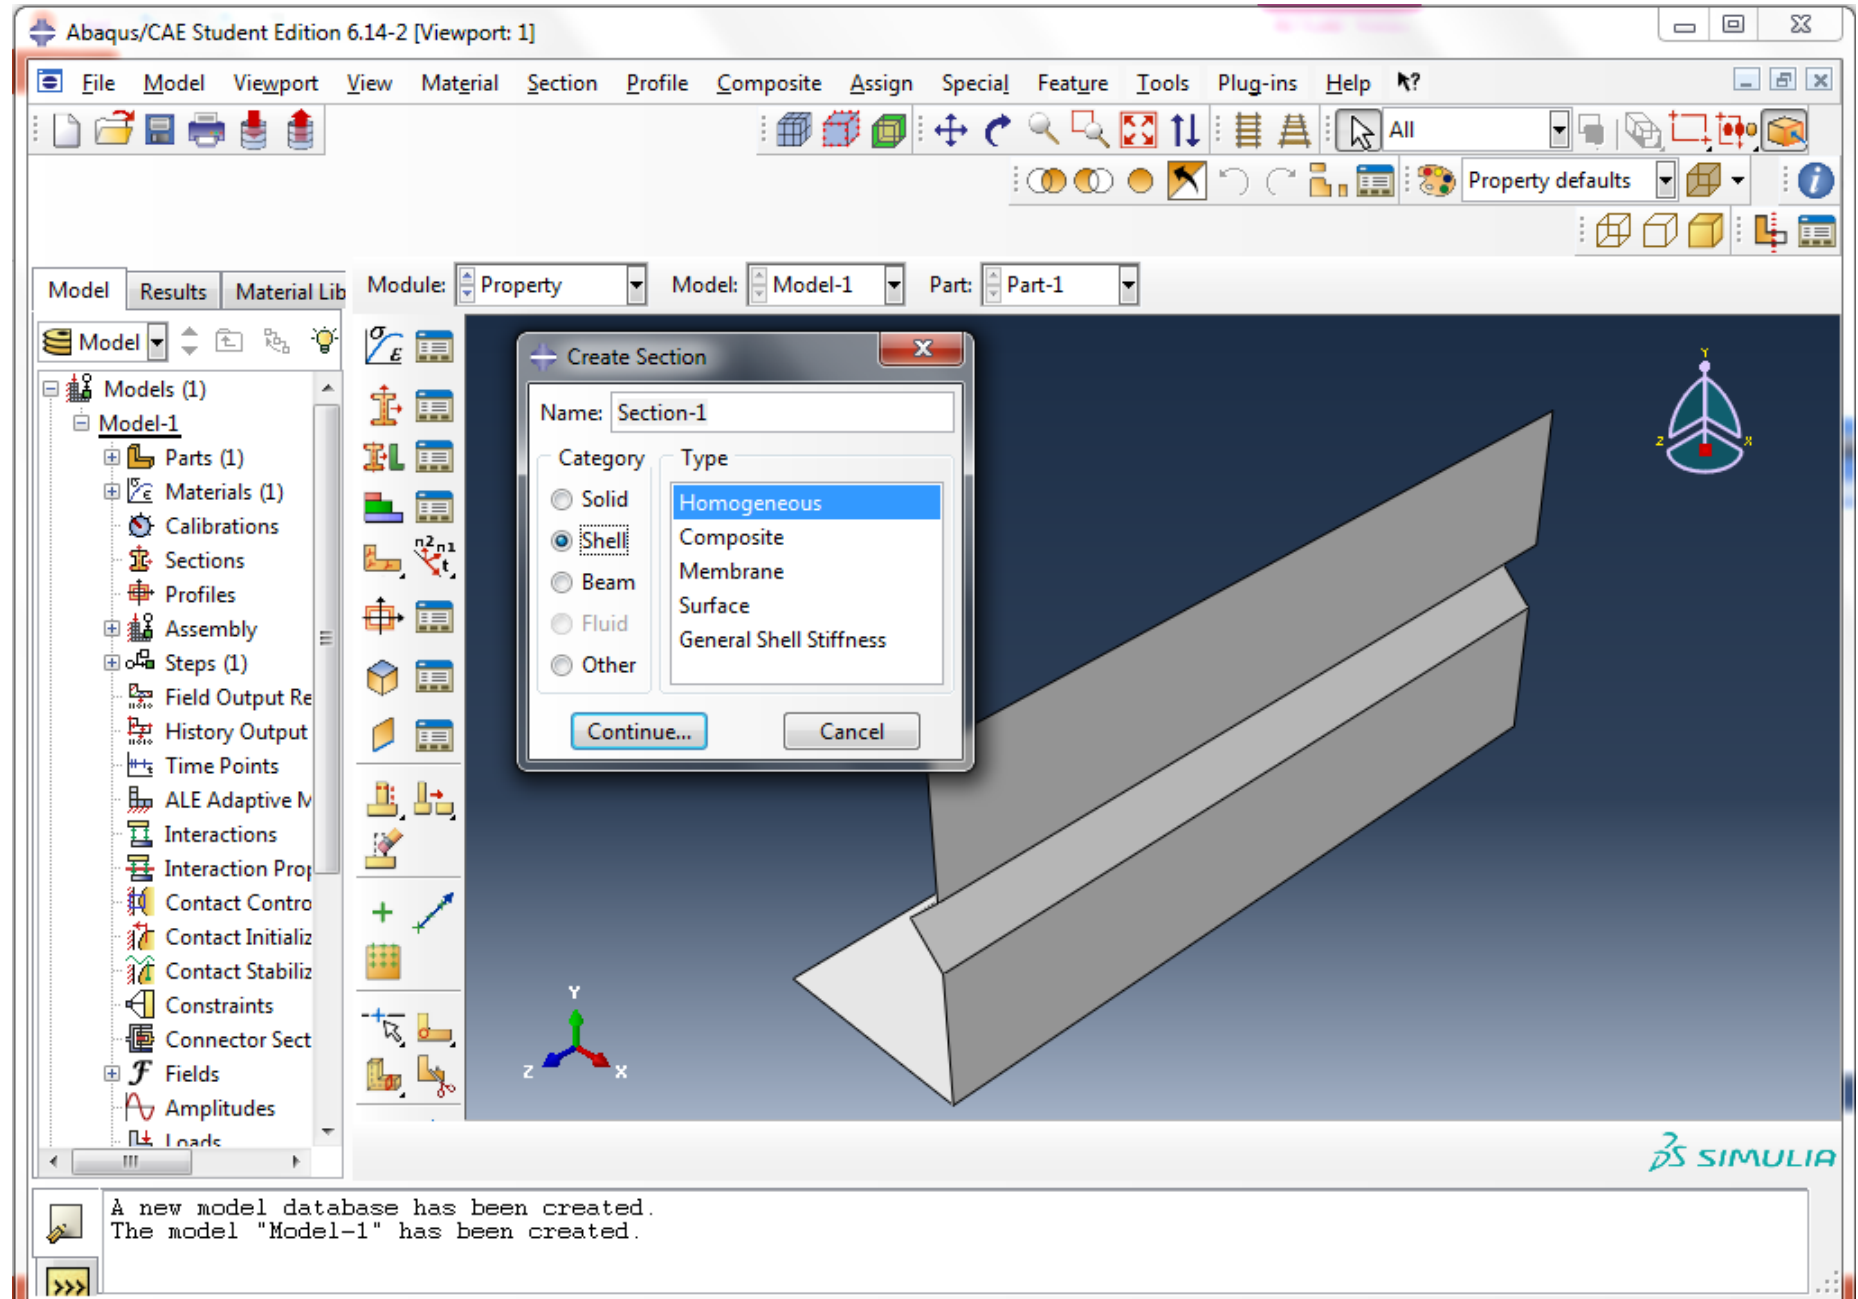 Abaqus/CAE Student Edition 6.14-2 [Viewport: 1]
File Model Viewport View Material Section Profile Composite Assign Special Feature Tools Plug-ins Help ?
All
Property defaults
i
Model Results Material Lib
Module: Property Model: Model-1 Part: Part-1
Model
Models (1)
Model-1
Parts (1)
Materials (1)
Calibrations
Sections
Profiles
Assembly
Steps (1)
Field Output Re
History Output
Time Points
ALE Adaptive M
Interactions
Interaction Prop
Contact Contro
Contact Initializ
Contact Stabiliz
Constraints
Connector Sect
Fields
Amplitudes
Loads
σ ε
n2 n1
t
Create Section
Name: Section-1
Category
Solid
Shell
Beam
Fluid
Other
Type
Homogeneous
Composite
Membrane
Surface
General Shell Stiffness
Continue... Cancel
Y
Z X
Y
Z X
SIMULIA
A new model database has been created.
The model "Model-1" has been created.
>>>